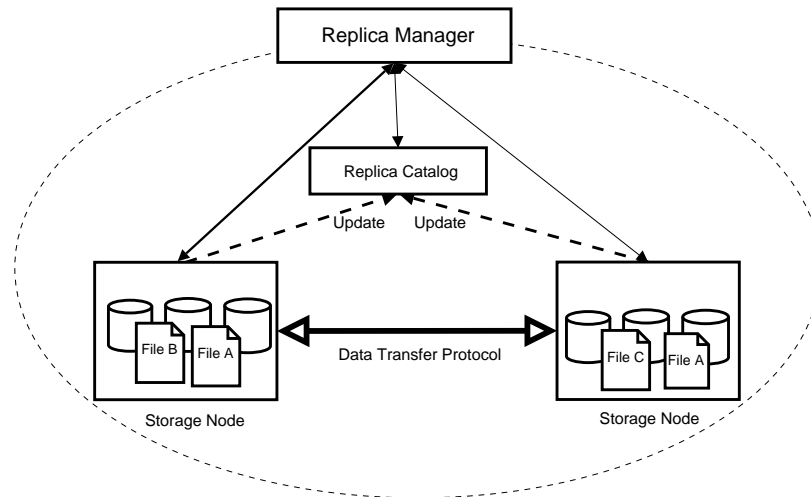 Replica Manager
Replica Catalog
Update
Update
File B
File A
File C
File A
Data Transfer Protocol
Storage Node
Storage Node